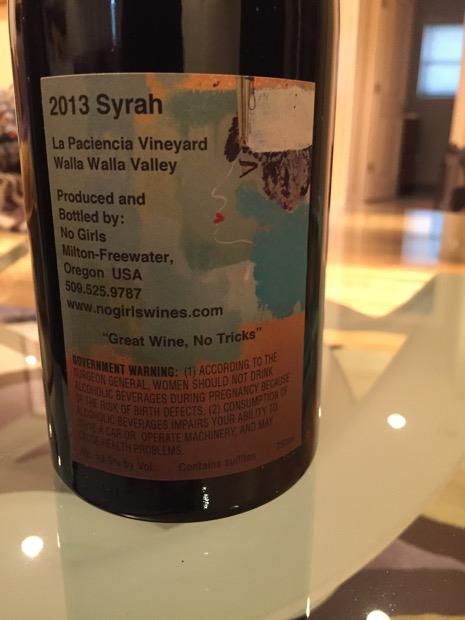 2013 Syrah
La Paciencia Vineyard
Walla Walla Valley
Produced and
Bottled by:
No Girls
Milton-Freewater,
Oregon USA
509.525.9787
www.nogirlswines.com
"Great Wine, No Tricks"
GOVERNMENT WARNING: (1) ACCORDING TO THE
SURGEON GENERAL, WOMEN SHOULD NOT DRINK
ALCOHOLIC BEVERAGES DURING PREGNANCY BECAUSE
OF THE RISK OF BIRTH DEFECTS. (2) CONSUMPTION OF
ALCOHOLIC BEVERAGES IMPAIRS YOUR ABILITY TO
DRIVE A CAR OR OPERATE MACHINERY, AND MAY
CAUSE HEALTH PROBLEMS.
750ml
Alc. by Vol. Contains sulfites